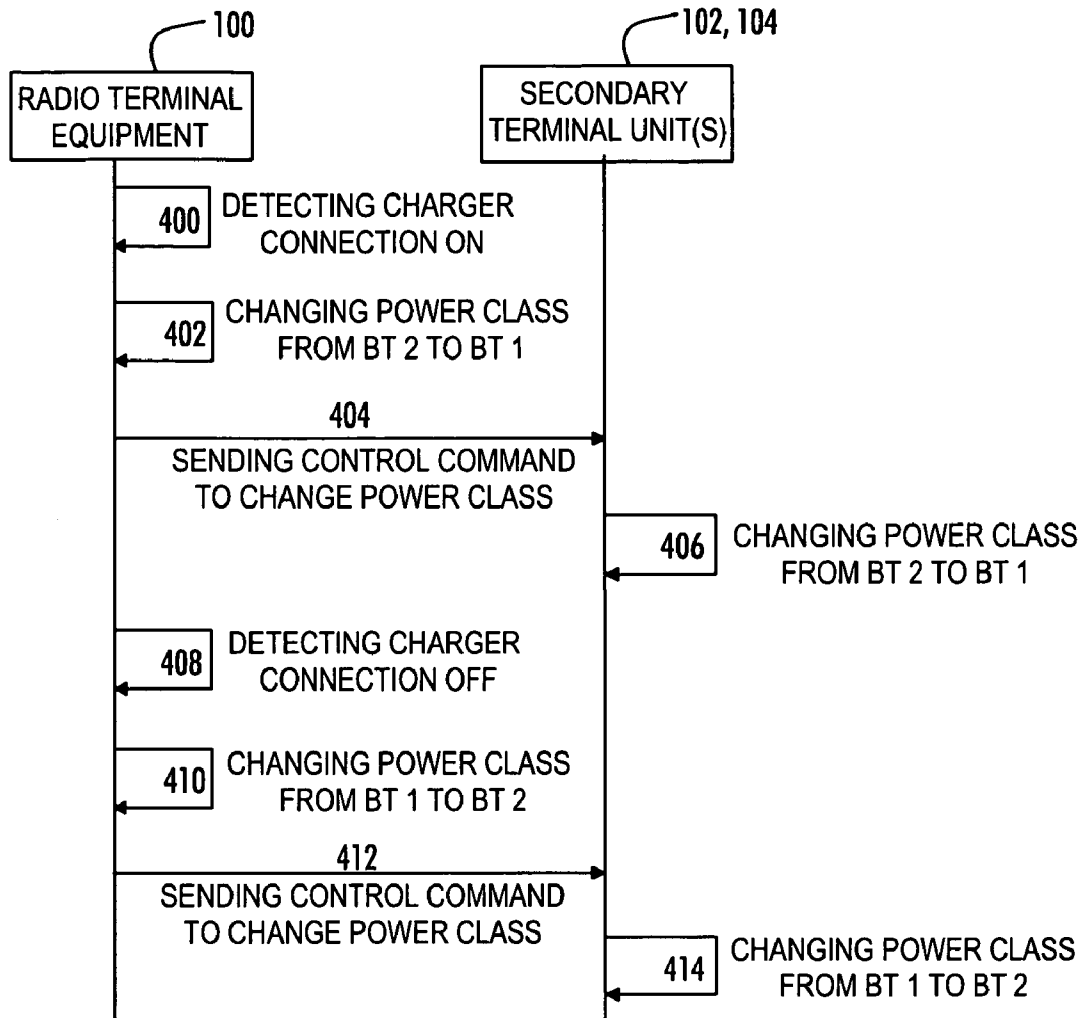 100
102, 104
RADIO TERMINAL
EQUIPMENT
SECONDARY
TERMINAL UNIT(S)
400
DETECTING CHARGER
CONNECTION ON
402
CHANGING POWER CLASS
FROM BT 2 TO BT 1
404
SENDING CONTROL COMMAND
TO CHANGE POWER CLASS
406
CHANGING POWER CLASS
FROM BT 2 TO BT 1
408
DETECTING CHARGER
CONNECTION OFF
410
CHANGING POWER CLASS
FROM BT 1 TO BT 2
412
SENDING CONTROL COMMAND
TO CHANGE POWER CLASS
414
CHANGING POWER CLASS
FROM BT 1 TO BT 2